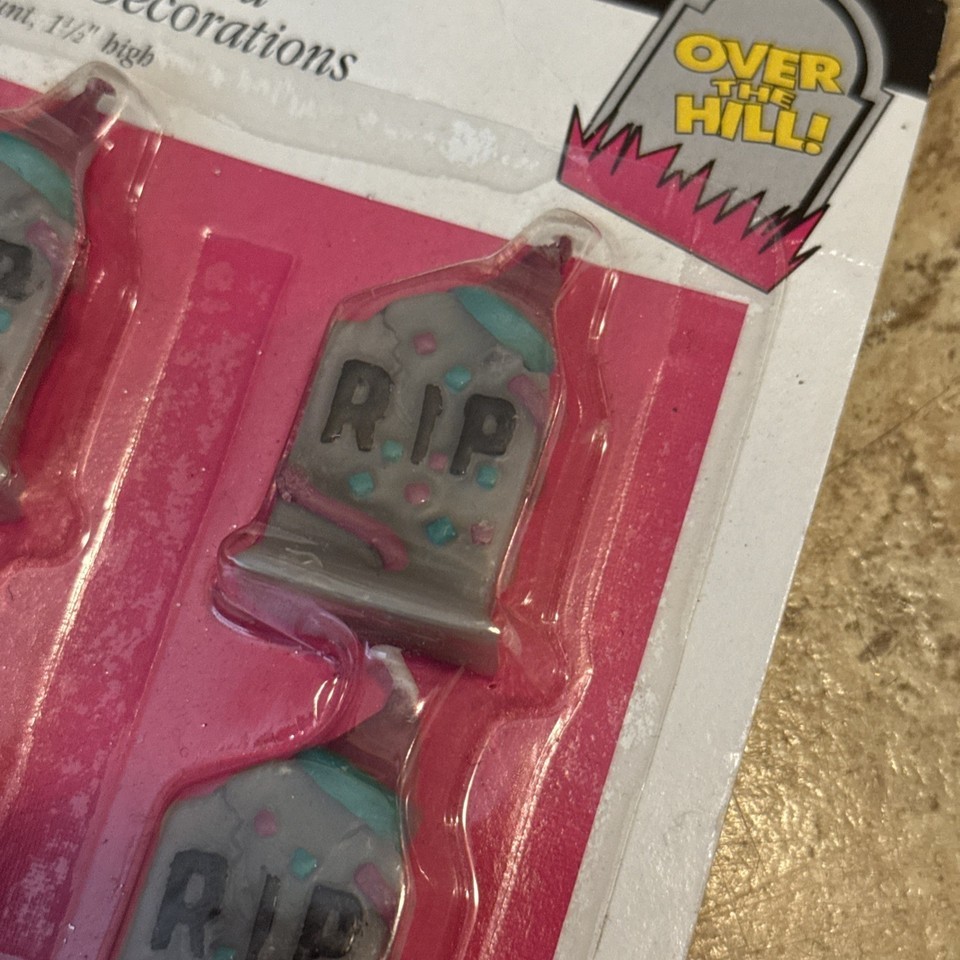 Decorations
1½" high
OVER
THE
HILL!
RIP
RIP